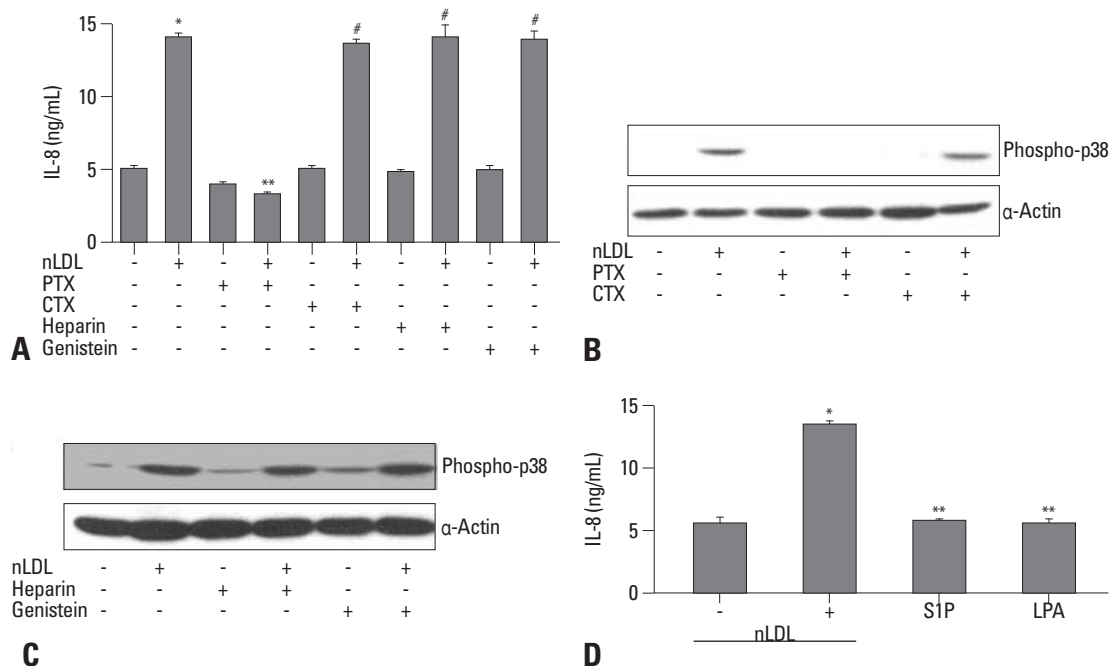 15
10
5
0
IL-8 (ng/mL)
*
**
#
#
#
nLDL - + - + - + - + - +
PTX - - + + - - - - - -
CTX - - - - + + - - - -
Heparin - - - - - - + + - -
Genistein - - - - - - - - + +
A
Phospho-p38
α-Actin
nLDL - + - + - +
PTX - - + + - -
CTX - - - - + +
B
Phospho-p38
α-Actin
nLDL - + - + - +
Heparin - - + + - -
Genistein - - - - + +
C
15
10
5
0
IL-8 (ng/mL)
*
**
**
- + S1P LPA
nLDL
D